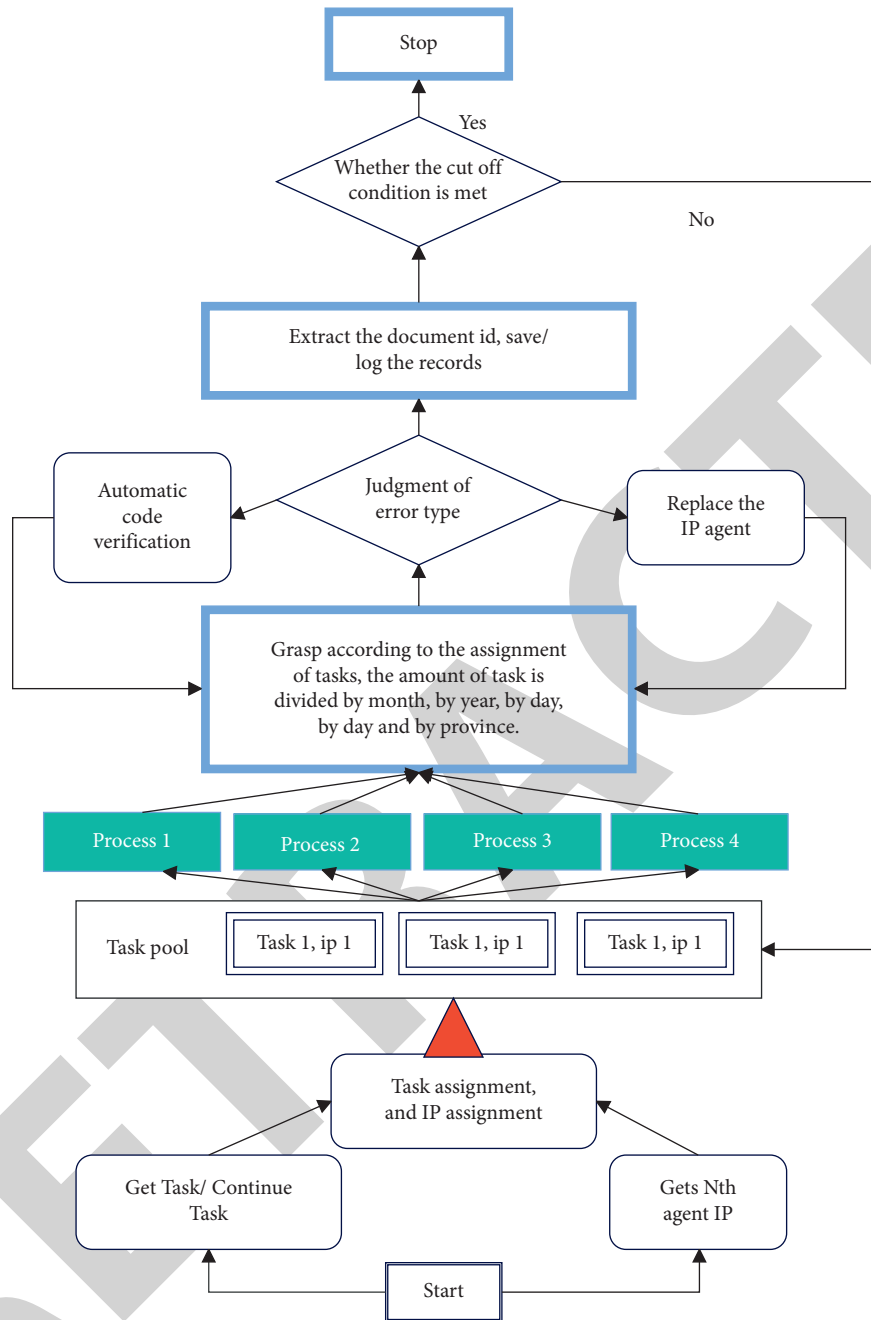 Stop
Yes
Whether the cut off
condition is met
No
Extract the document id, save/
log the records
Automatic
code
verification
Judgment of
error type
Replace the
IP agent
Grasp according to the assignment
of tasks, the amount of task is
divided by month, by year, by day,
by day and by province.
Process 1
Process 2
Process 3
Process 4
Task pool
Task 1, ip 1
Task 1, ip 1
Task 1, ip 1
Task assignment,
and IP assignment
Get Task/ Continue
Task
Gets Nth
agent IP
Start
RETRACT